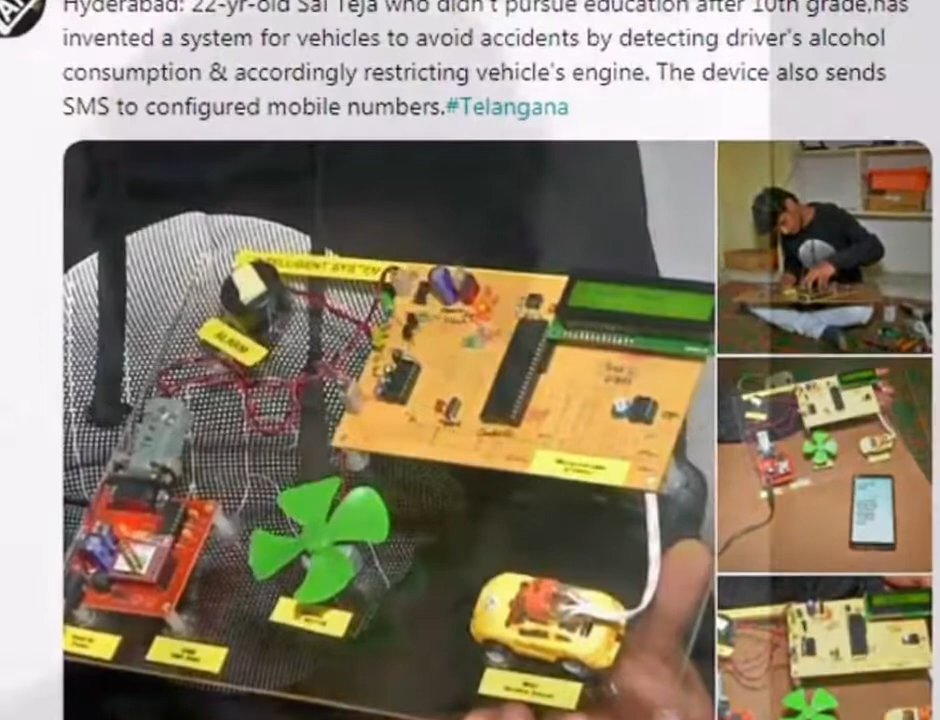 Hyderabad: 22-yr-old Sai Teja who didn't pursue education after 10th grade,has
invented a system for vehicles to avoid accidents by detecting driver's alcohol
consumption & accordingly restricting vehicle's engine. The device also sends
SMS to configured mobile numbers.#Telangana
INTELLIGENT SYSTEM
ALARM